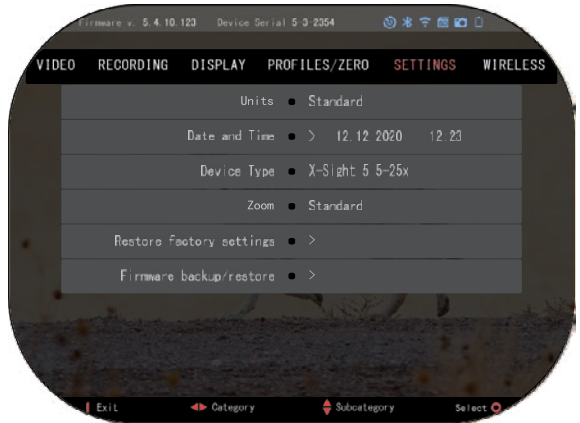 Firmware v. 5.4.10.123 Device Serial 5-3-2354
VIDEO RECORDING DISPLAY PROFILES/ZERO SETTINGS WIRELESS
Units • Standard
Date and Time • > 12.12.2020 12.23
Device Type • X-Sight 5 5-25x
Zoom • Standard
Restore factory settings • >
Firmware backup/restore • >
Exit Category Subcategory Select